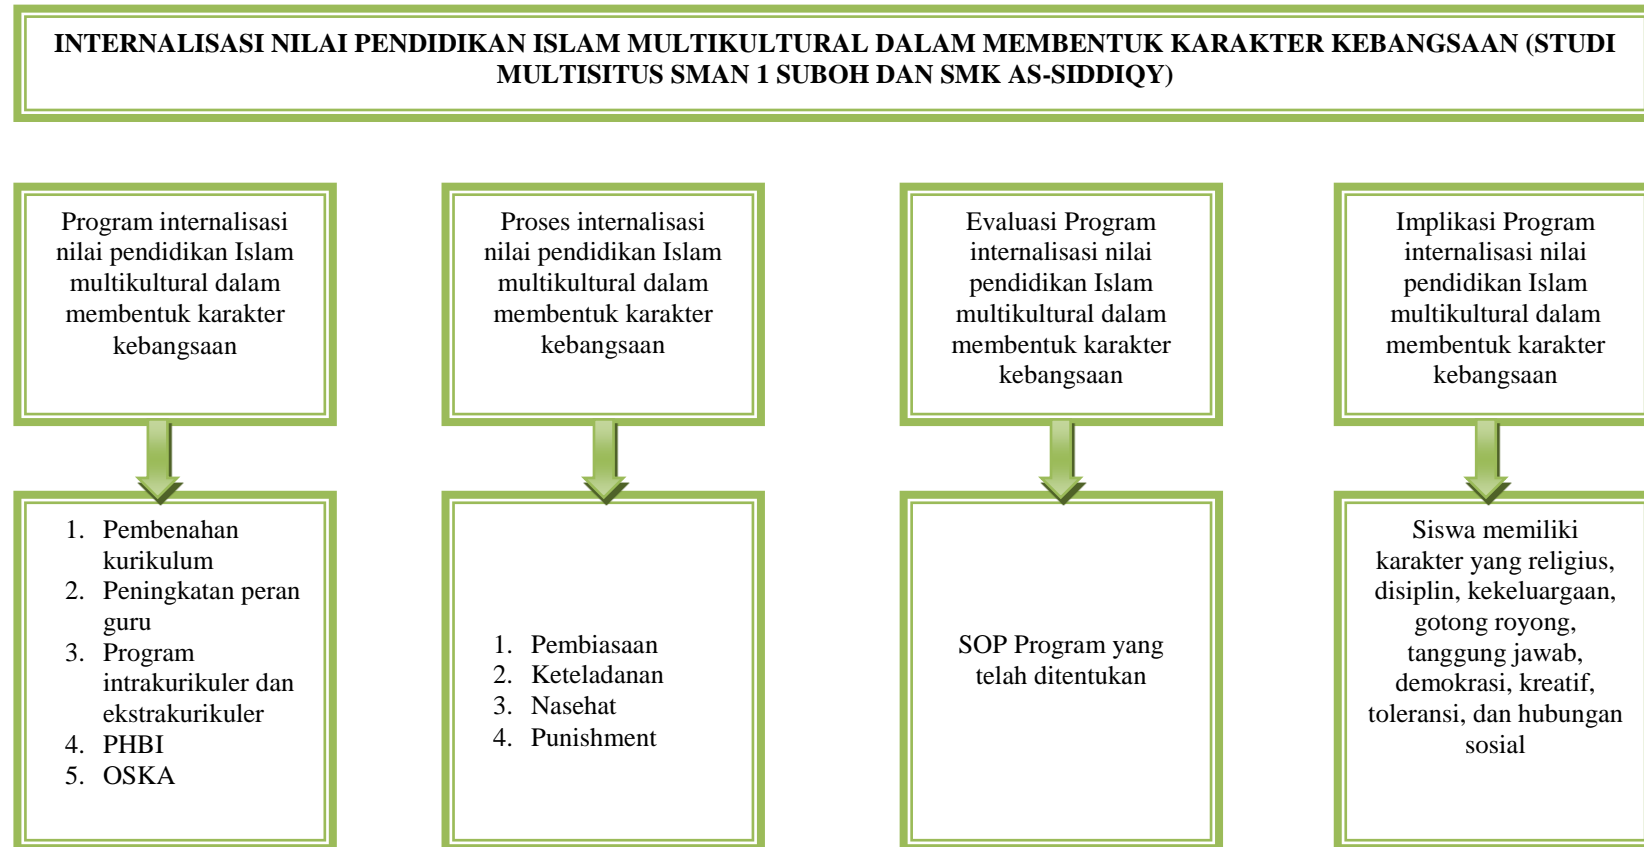 INTERNALISASI NILAI PENDIDIKAN ISLAM MULTIKULTURAL DALAM MEMBENTUK KARAKTER KEBANGSAAN (STUDI
MULTISITUS SMAN 1 SUBOH DAN SMK AS-SIDDIQY)
Program internalisasi
nilai pendidikan Islam
multikultural dalam
membentuk karakter
kebangsaan
Proses internalisasi
nilai pendidikan Islam
multikultural dalam
membentuk karakter
kebangsaan
Evaluasi Program
internalisasi nilai
pendidikan Islam
multikultural dalam
membentuk karakter
kebangsaan
Implikasi Program
internalisasi nilai
pendidikan Islam
multikultural dalam
membentuk karakter
kebangsaan
1. Pembenahan
kurikulum
2. Peningkatan peran
guru
3. Program
intrakurikuler dan
ekstrakurikuler
4. PHBI
5. OSKA
1. Pembiasaan
2. Keteladanan
3. Nasehat
4. Punishment
SOP Program yang
telah ditentukan
Siswa memiliki
karakter yang religius,
disiplin, kekeluargaan,
gotong royong,
tanggung jawab,
demokrasi, kreatif,
toleransi, dan hubungan
sosial